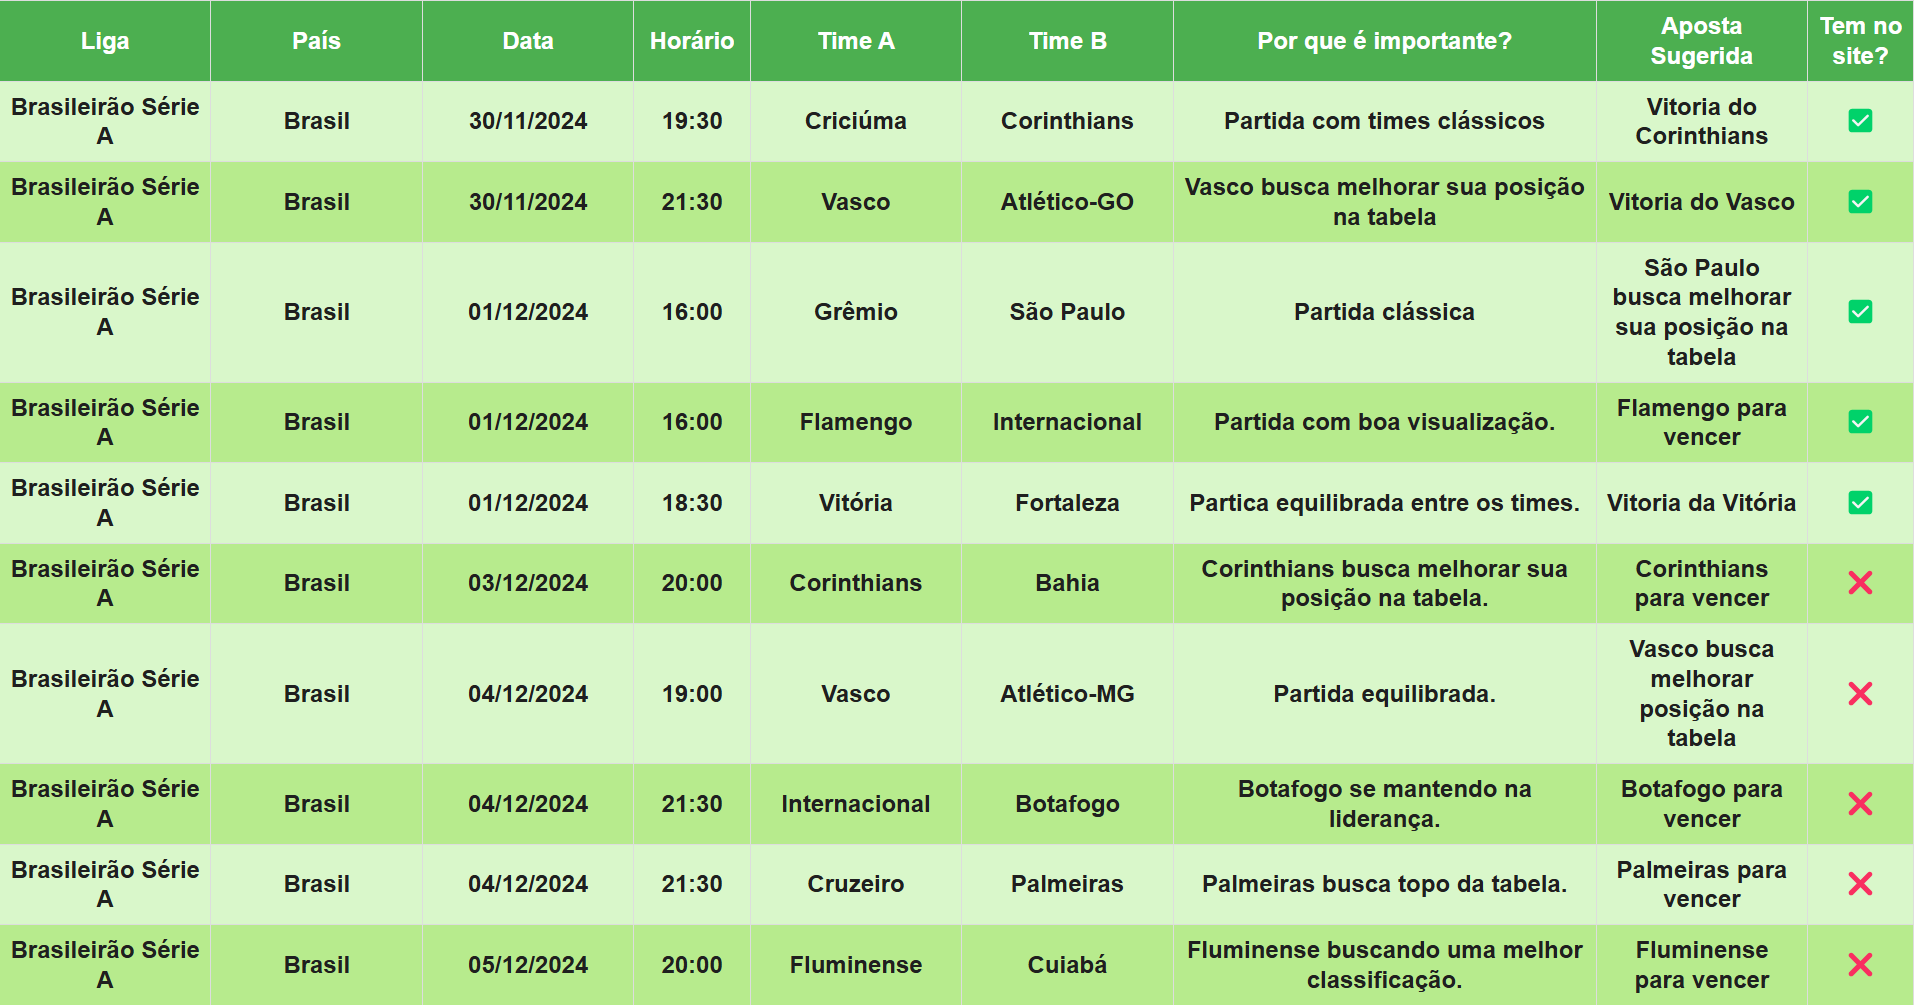 Liga País Data Horário Time A Time B Por que é importante? Aposta Sugerida Tem no site?
Brasileirão Série A Brasil 30/11/2024 19:30 Criciúma Corinthians Partida com times clássicos Vitoria do Corinthians ✅
Brasileirão Série A Brasil 30/11/2024 21:30 Vasco Atlético-GO Vasco busca melhorar sua posição na tabela Vitoria do Vasco ✅
Brasileirão Série A Brasil 01/12/2024 16:00 Grêmio São Paulo Partida clássica São Paulo busca melhorar sua posição na tabela ✅
Brasileirão Série A Brasil 01/12/2024 16:00 Flamengo Internacional Partida com boa visualização. Flamengo para vencer ✅
Brasileirão Série A Brasil 01/12/2024 18:30 Vitória Fortaleza Partica equilibrada entre os times. Vitoria da Vitória ✅
Brasileirão Série A Brasil 03/12/2024 20:00 Corinthians Bahia Corinthians busca melhorar sua posição na tabela. Corinthians para vencer ❌
Brasileirão Série A Brasil 04/12/2024 19:00 Vasco Atlético-MG Partida equilibrada. Vasco busca melhorar posição na tabela ❌
Brasileirão Série A Brasil 04/12/2024 21:30 Internacional Botafogo Botafogo se mantendo na liderança. Botafogo para vencer ❌
Brasileirão Série A Brasil 04/12/2024 21:30 Cruzeiro Palmeiras Palmeiras busca topo da tabela. Palmeiras para vencer ❌
Brasileirão Série A Brasil 05/12/2024 20:00 Fluminense Cuiabá Fluminense buscando uma melhor classificação. Fluminense para vencer ❌